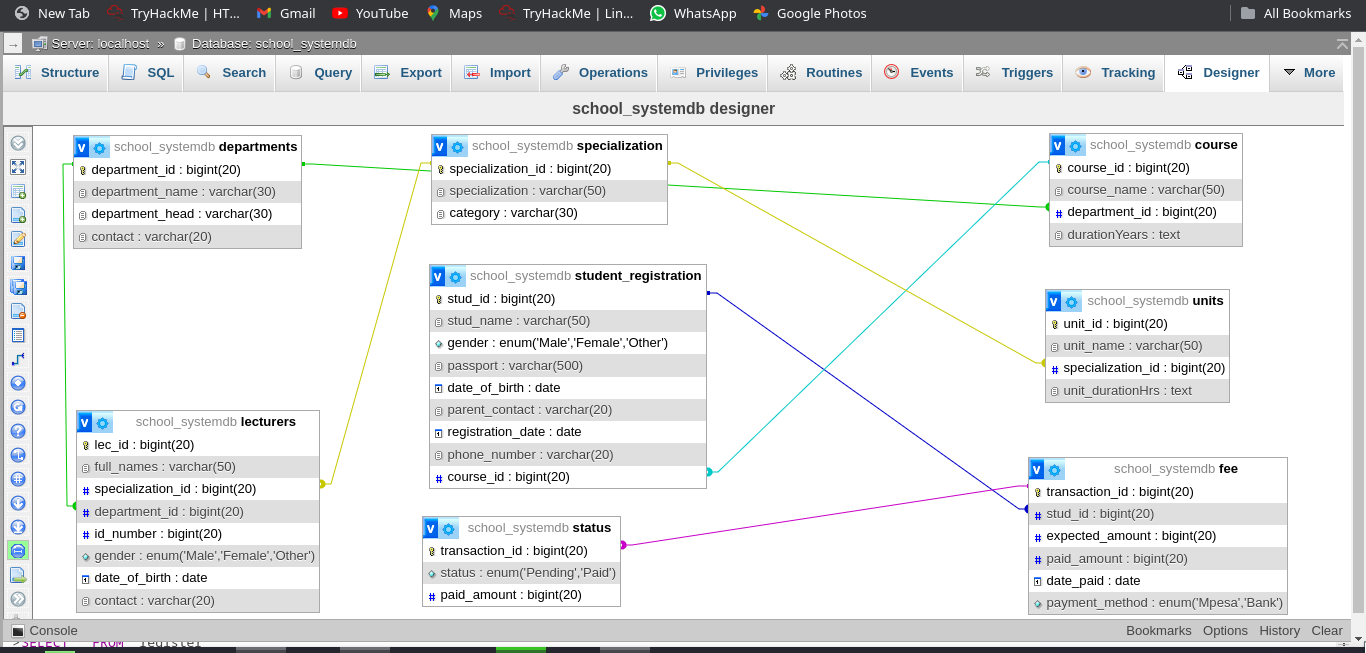 New Tab TryHackMe | HT... Gmail YouTube Maps TryHackMe | Lin... WhatsApp Google Photos All Bookmarks
Server: localhost » Database: school_systemdb
Structure SQL Search Query Export Import Operations Privileges Routines Events Triggers Tracking Designer More
school_systemdb designer
school_systemdb departments
department_id : bigint(20)
department_name : varchar(30)
department_head : varchar(30)
contact : varchar(20)
school_systemdb specialization
specialization_id : bigint(20)
specialization : varchar(50)
category : varchar(30)
school_systemdb course
course_id : bigint(20)
course_name : varchar(50)
department_id : bigint(20)
durationYears : text
school_systemdb student_registration
stud_id : bigint(20)
stud_name : varchar(50)
gender : enum('Male','Female','Other')
passport : varchar(500)
date_of_birth : date
parent_contact : varchar(20)
registration_date : date
phone_number : varchar(20)
course_id : bigint(20)
school_systemdb units
unit_id : bigint(20)
unit_name : varchar(50)
specialization_id : bigint(20)
unit_durationHrs : text
school_systemdb lecturers
lec_id : bigint(20)
full_names : varchar(50)
specialization_id : bigint(20)
department_id : bigint(20)
id_number : bigint(20)
gender : enum('Male','Female','Other')
date_of_birth : date
contact : varchar(20)
school_systemdb status
transaction_id : bigint(20)
status : enum('Pending','Paid')
paid_amount : bigint(20)
school_systemdb fee
transaction_id : bigint(20)
stud_id : bigint(20)
expected_amount : bigint(20)
paid_amount : bigint(20)
date_paid : date
payment_method : enum('Mpesa','Bank')
Console Bookmarks Options History Clear
>SELECT * FROM `register`